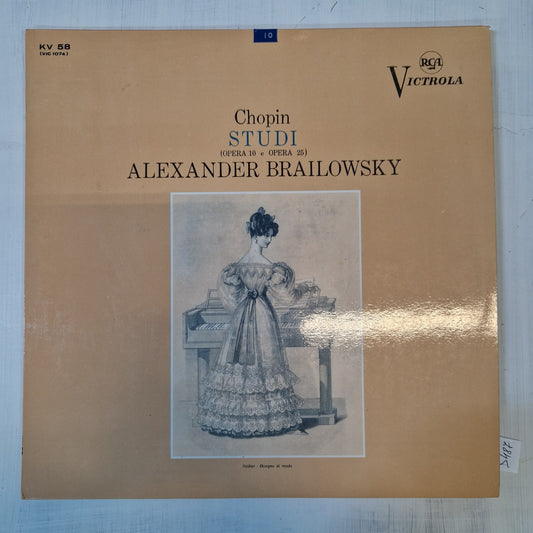 10
KV 58
(VIC 1074)
RCA
VICTROLA
Chopin
STUDI
(OPERA 10 e OPERA 25)
ALEXANDER BRAILOWSKY